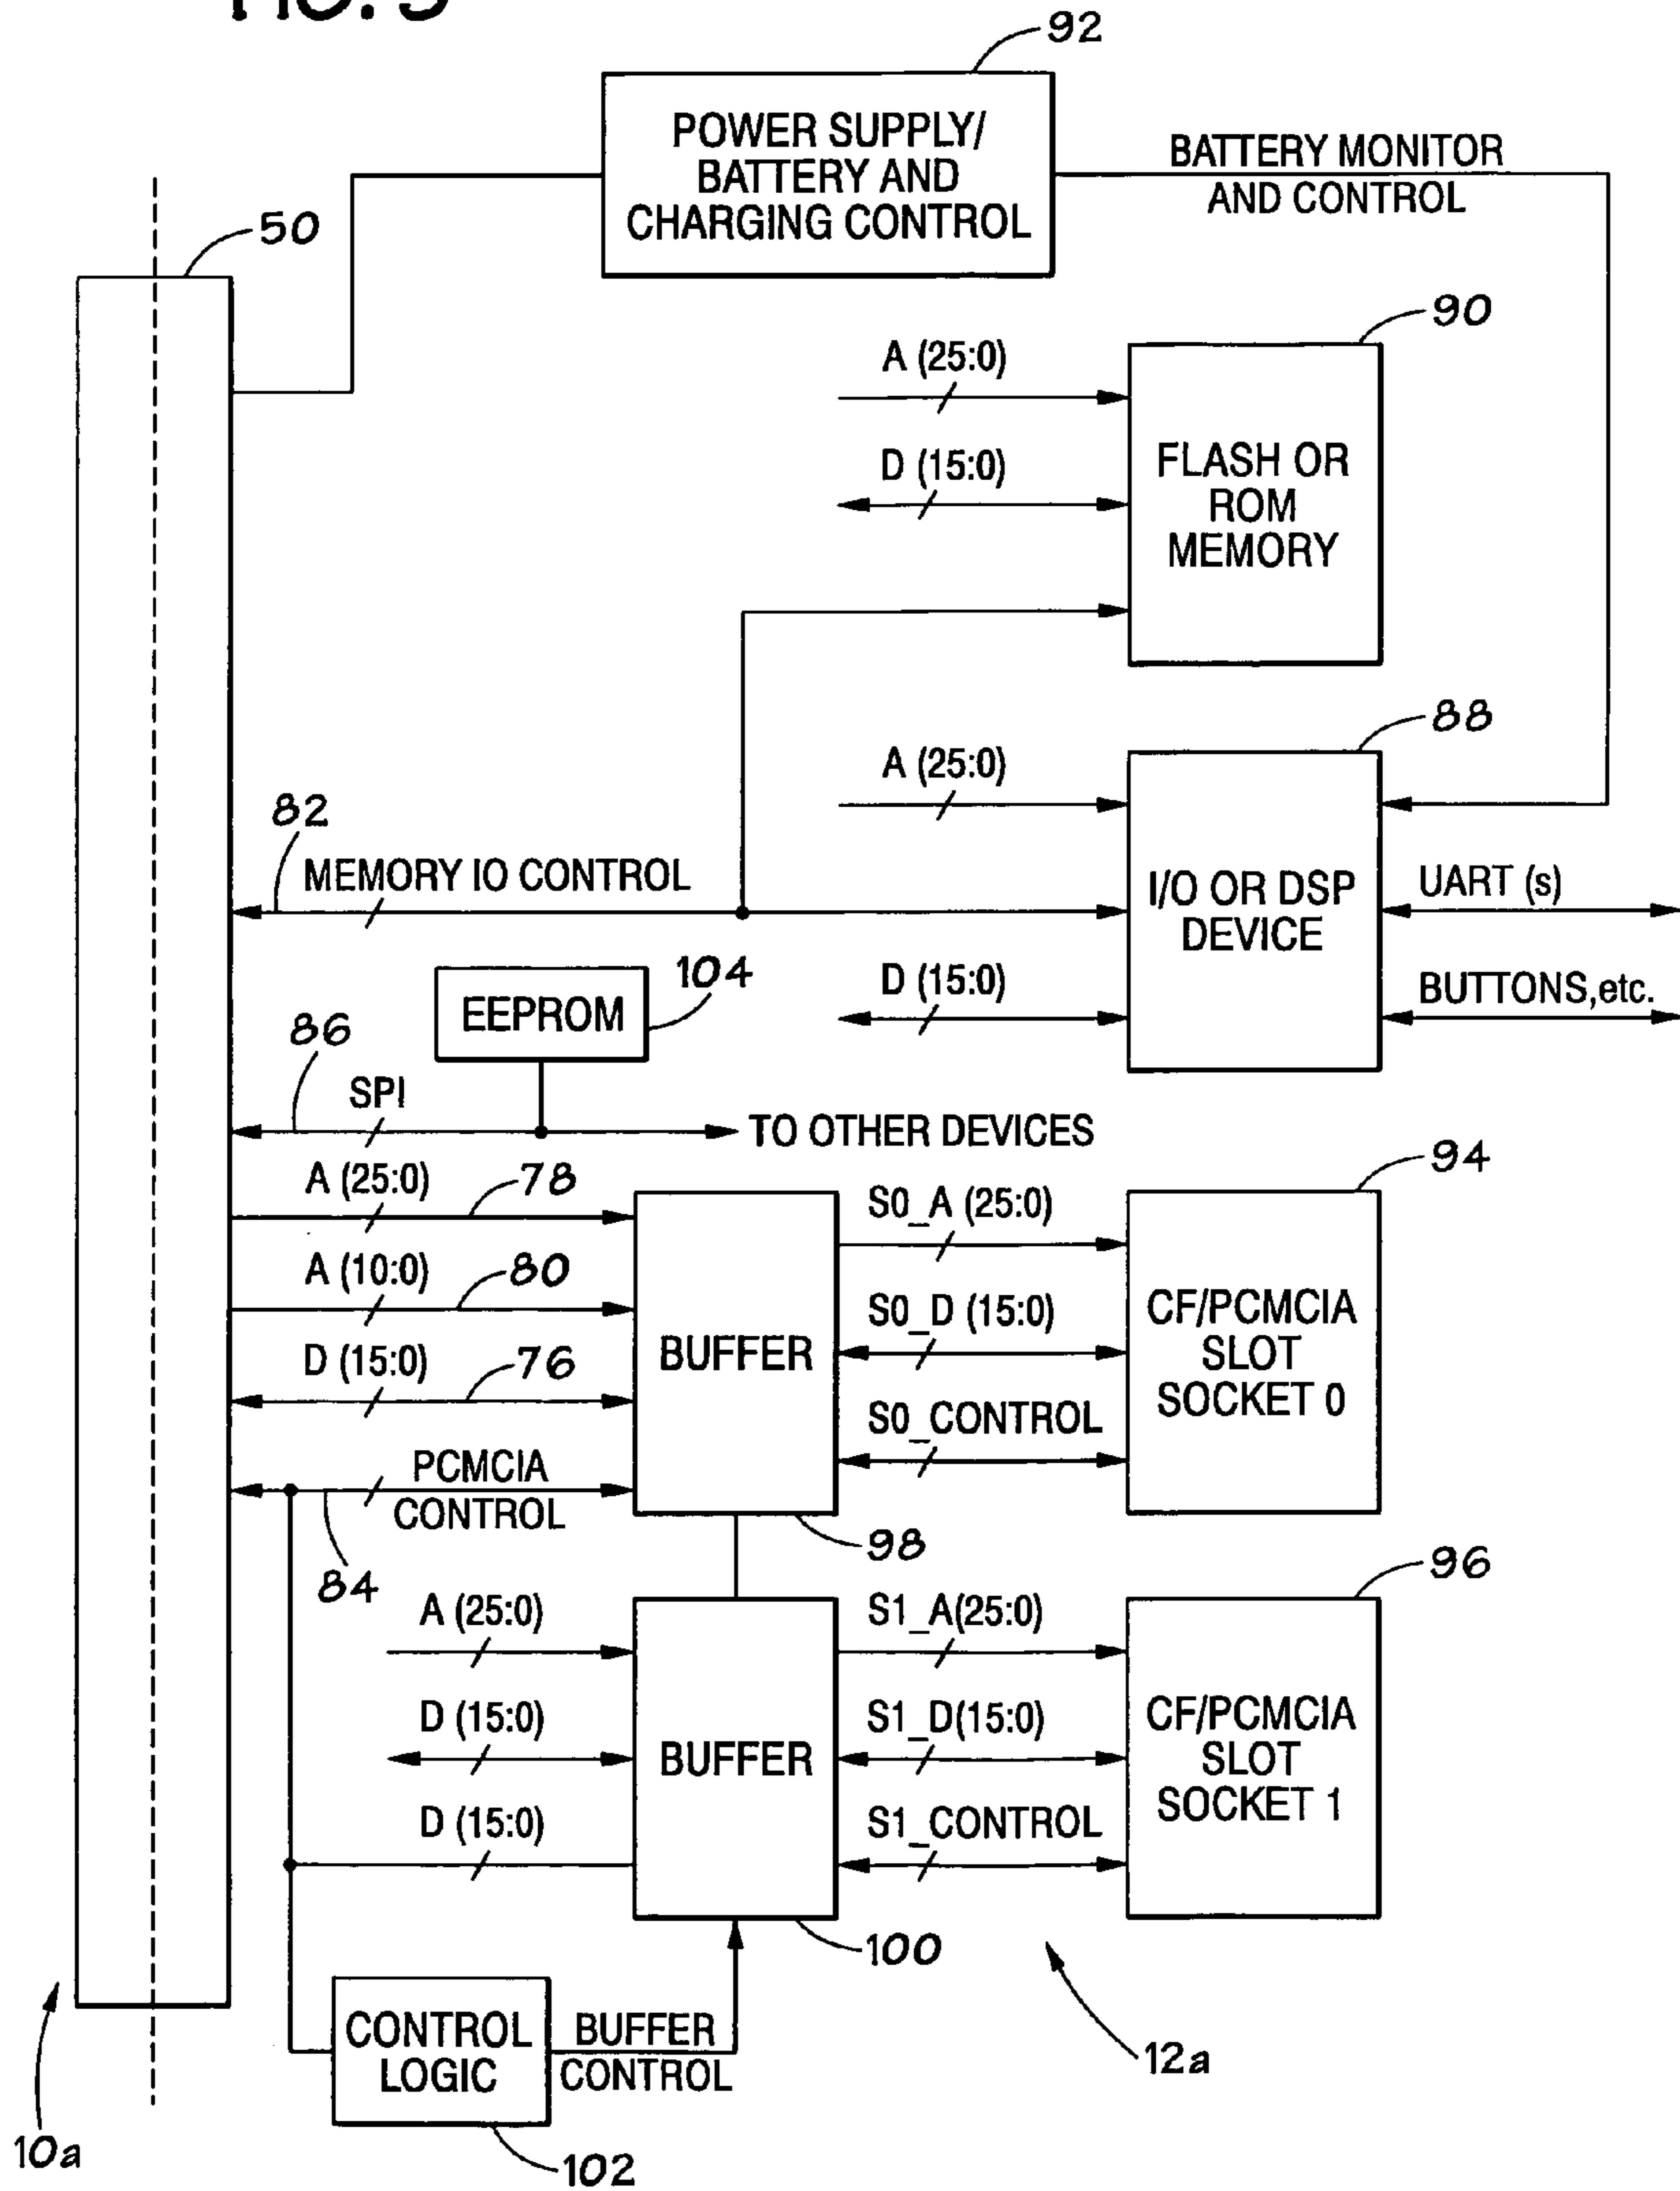 92
POWER SUPPLY/
BATTERY AND
CHARGING CONTROL
BATTERY MONITOR
AND CONTROL
50
90
A (25:0)
D (15:0)
FLASH OR
ROM
MEMORY
88
A (25:0)
82
MEMORY IO CONTROL
I/O OR DSP
DEVICE
UART (s)
D (15:0)
BUTTONS,etc.
EEPROM
104
86
SPI
TO OTHER DEVICES
94
A (25:0)
78
A (10:0)
80
D (15:0)
76
BUFFER
S0_A (25:0)
S0_D (15:0)
S0_CONTROL
CF/PCMCIA
SLOT
SOCKET 0
PCMCIA
CONTROL
84
98
96
A (25:0)
D (15:0)
D (15:0)
BUFFER
S1_A(25:0)
S1_D(15:0)
S1_CONTROL
CF/PCMCIA
SLOT
SOCKET 1
100
CONTROL
LOGIC
BUFFER
CONTROL
12a
10a
102